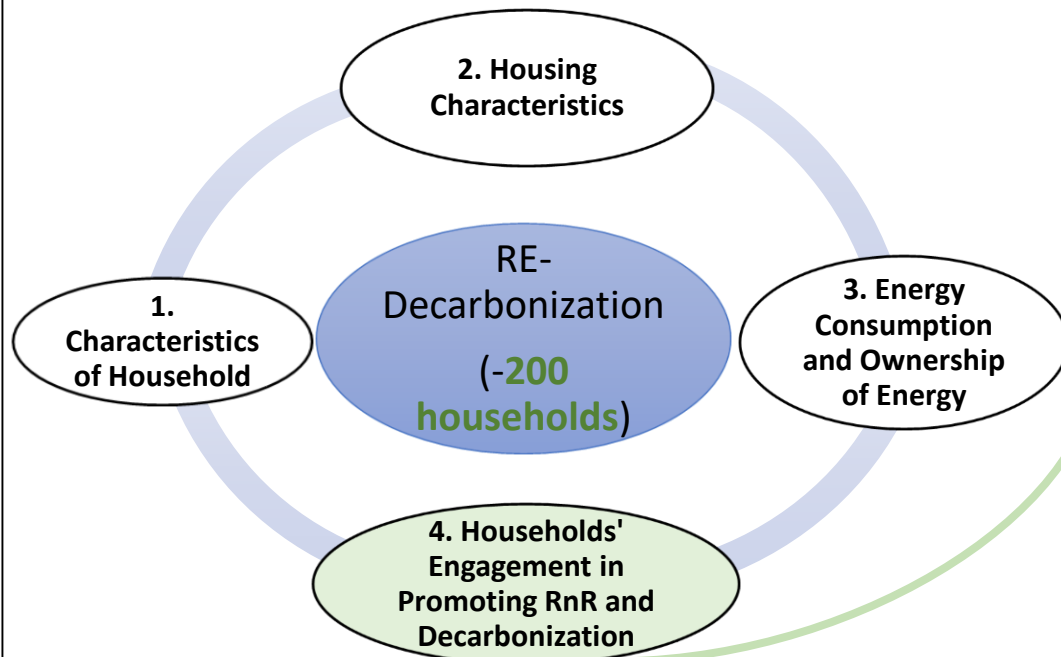 2. Housing
Characteristics
RE-
Decarbonization
(-200
households)
1.
Characteristics
of Household
3. Energy
Consumption
and Ownership
of Energy
4. Households'
Engagement in
Promoting RnR and
Decarbonization